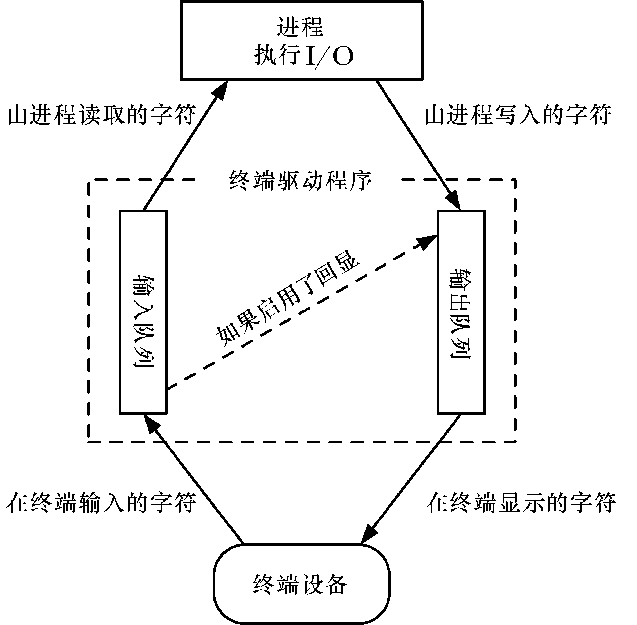 进程
执行I/O
山进程读取的字符
山进程写入的字符
终端驱动程序
输入队列
如果启用了回显
输出队列
在终端输入的字符
在终端显示的字符
终端设备